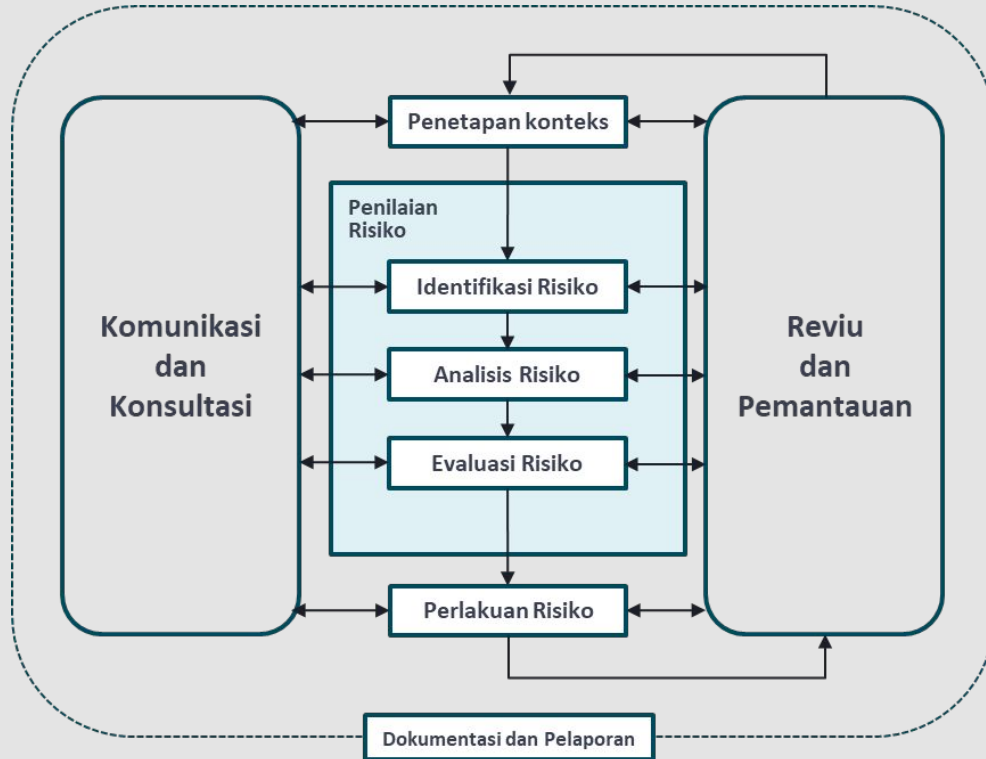 Penetapan konteks
Penilaian
Risiko
Identifikasi Risiko
Komunikasi
dan
Konsultasi
Analisis Risiko
Reviu
dan
Pemantauan
Evaluasi Risiko
Perlakuan Risiko
Dokumentasi dan Pelaporan